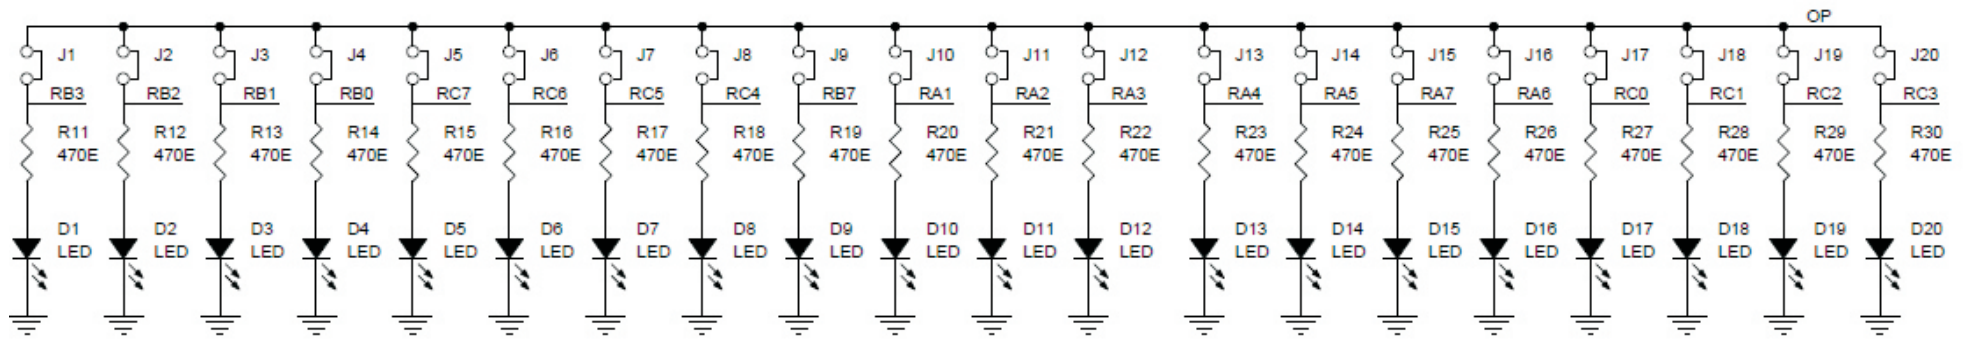 OP
J1 J2 J3 J4 J5 J6 J7 J8 J9 J10 J11 J12 J13 J14 J15 J16 J17 J18 J19 J20
RB3 RB2 RB1 RB0 RC7 RC6 RC5 RC4 RB7 RA1 RA2 RA3 RA4 RA5 RA7 RA6 RC0 RC1 RC2 RC3
R11 R12 R13 R14 R15 R16 R17 R18 R19 R20 R21 R22 R23 R24 R25 R26 R27 R28 R29 R30
470E 470E 470E 470E 470E 470E 470E 470E 470E 470E 470E 470E 470E 470E 470E 470E 470E 470E 470E 470E
D1 D2 D3 D4 D5 D6 D7 D8 D9 D10 D11 D12 D13 D14 D15 D16 D17 D18 D19 D20
LED LED LED LED LED LED LED LED LED LED LED LED LED LED LED LED LED LED LED LED